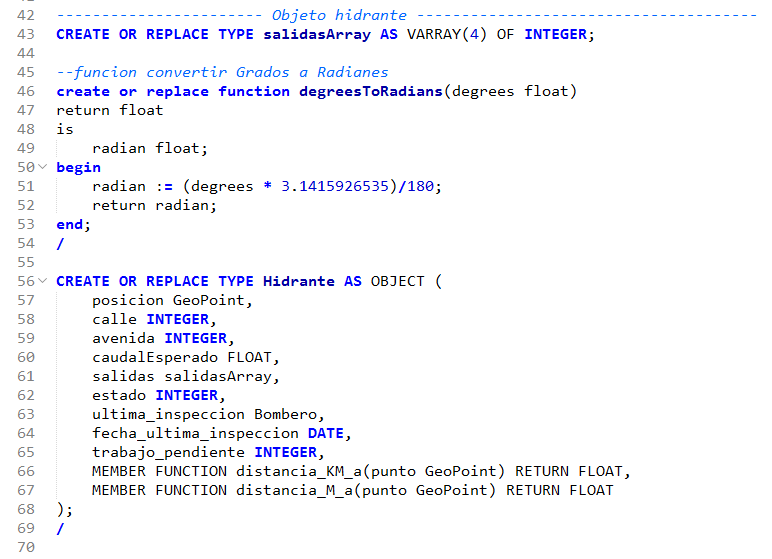 42 ----------------------- Objeto hidrante --------------------------------------
43 CREATE OR REPLACE TYPE salidasArray AS VARRAY(4) OF INTEGER;
44
45 --funcion convertir Grados a Radianes
46 create or replace function degreesToRadians(degrees float)
47 return float
48 is
49     radian float;
50 begin
51     radian := (degrees * 3.1415926535)/180;
52     return radian;
53 end;
54 /
55
56 CREATE OR REPLACE TYPE Hidrante AS OBJECT (
57     posicion GeoPoint,
58     calle INTEGER,
59     avenida INTEGER,
60     caudalEsperado FLOAT,
61     salidas salidasArray,
62     estado INTEGER,
63     ultima_inspeccion Bombero,
64     fecha_ultima_inspeccion DATE,
65     trabajo_pendiente INTEGER,
66     MEMBER FUNCTION distancia_KM_a(punto GeoPoint) RETURN FLOAT,
67     MEMBER FUNCTION distancia_M_a(punto GeoPoint) RETURN FLOAT
68 );
69 /
70